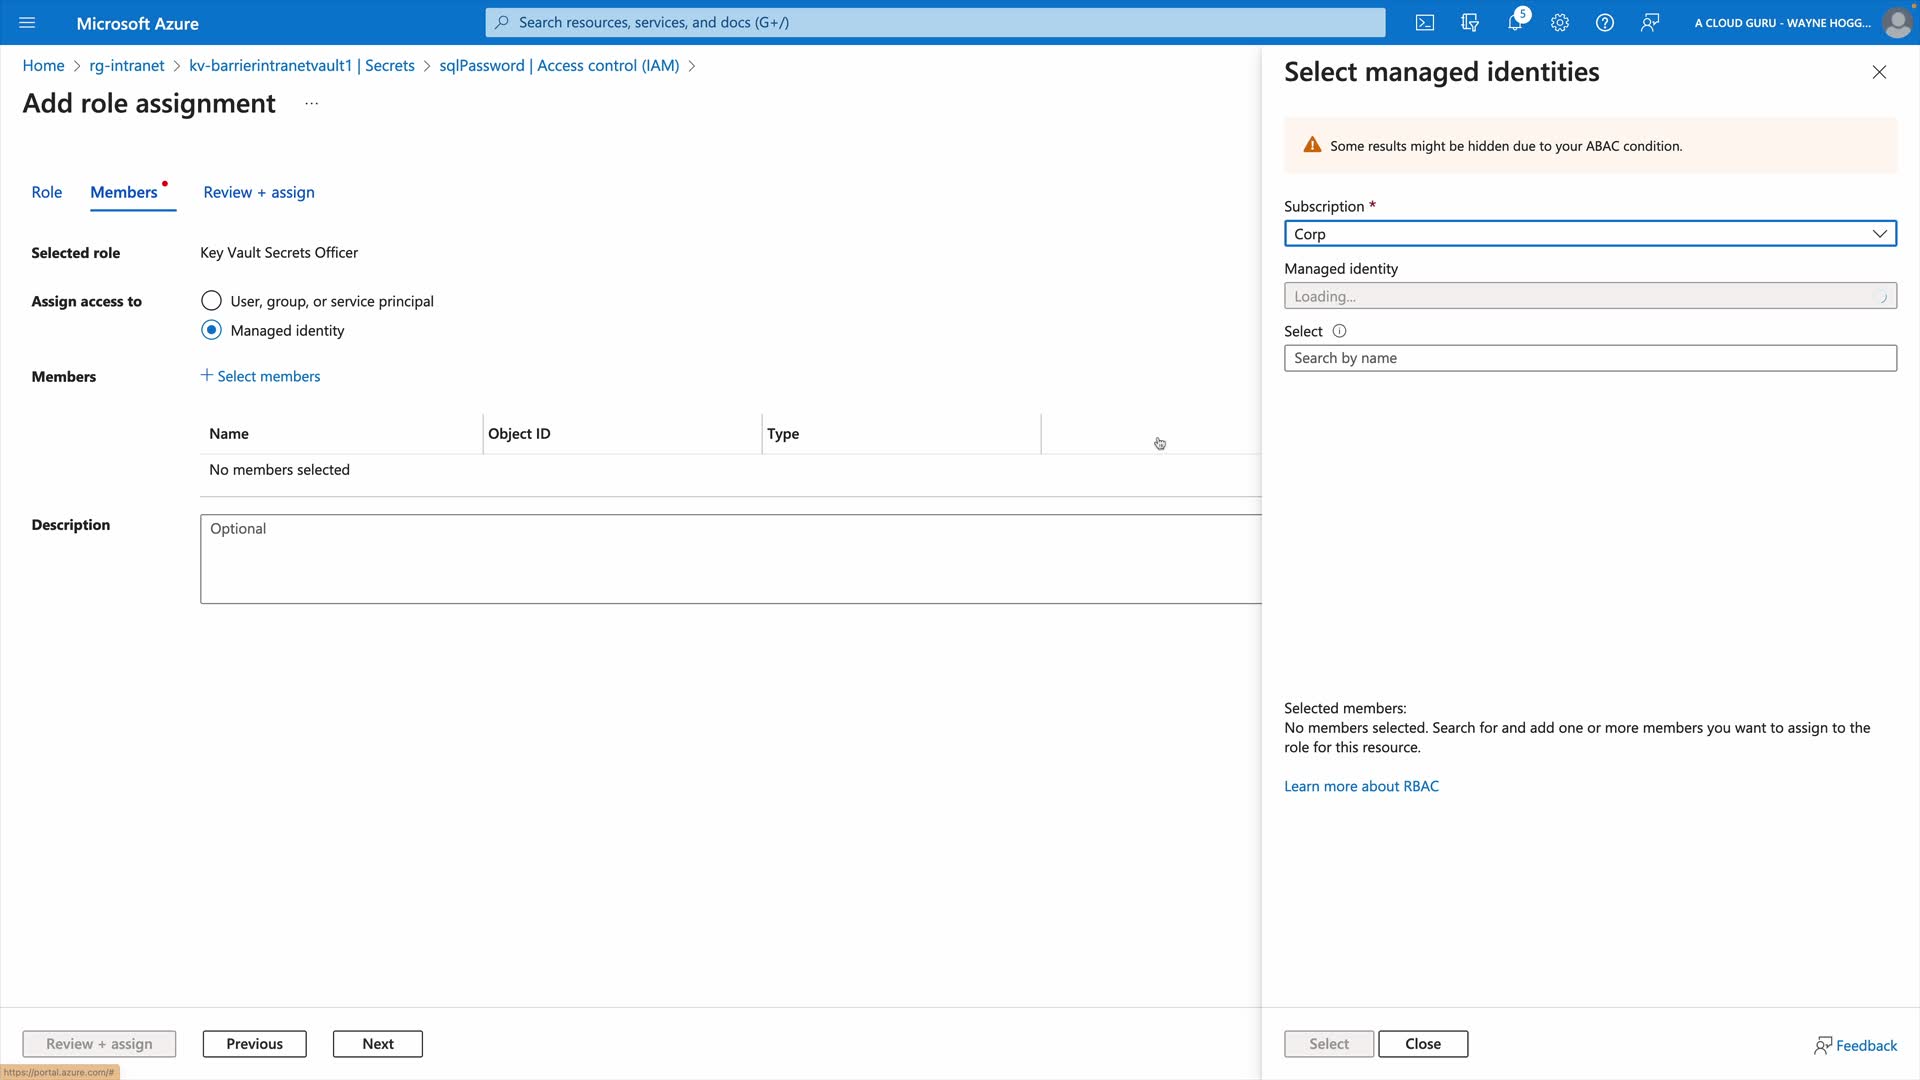 Microsoft Azure
Search resources, services, and docs (G+/)
5
A CLOUD GURU - WAYNE HOGG...
Home > rg-intranet > kv-barrierintranetvault1 | Secrets > sqlPassword | Access control (IAM) >
Add role assignment ...
Role
Members
Review + assign
Selected role
Key Vault Secrets Officer
Assign access to
User, group, or service principal
Managed identity
Members
+ Select members
Name
Object ID
Type
No members selected
Description
Optional
Review + assign
Previous
Next
https://portal.azure.com/#
Select managed identities
Some results might be hidden due to your ABAC condition.
Subscription *
Corp
Managed identity
Loading...
Select
Search by name
Selected members:
No members selected. Search for and add one or more members you want to assign to the
role for this resource.
Learn more about RBAC
Select
Close
Feedback